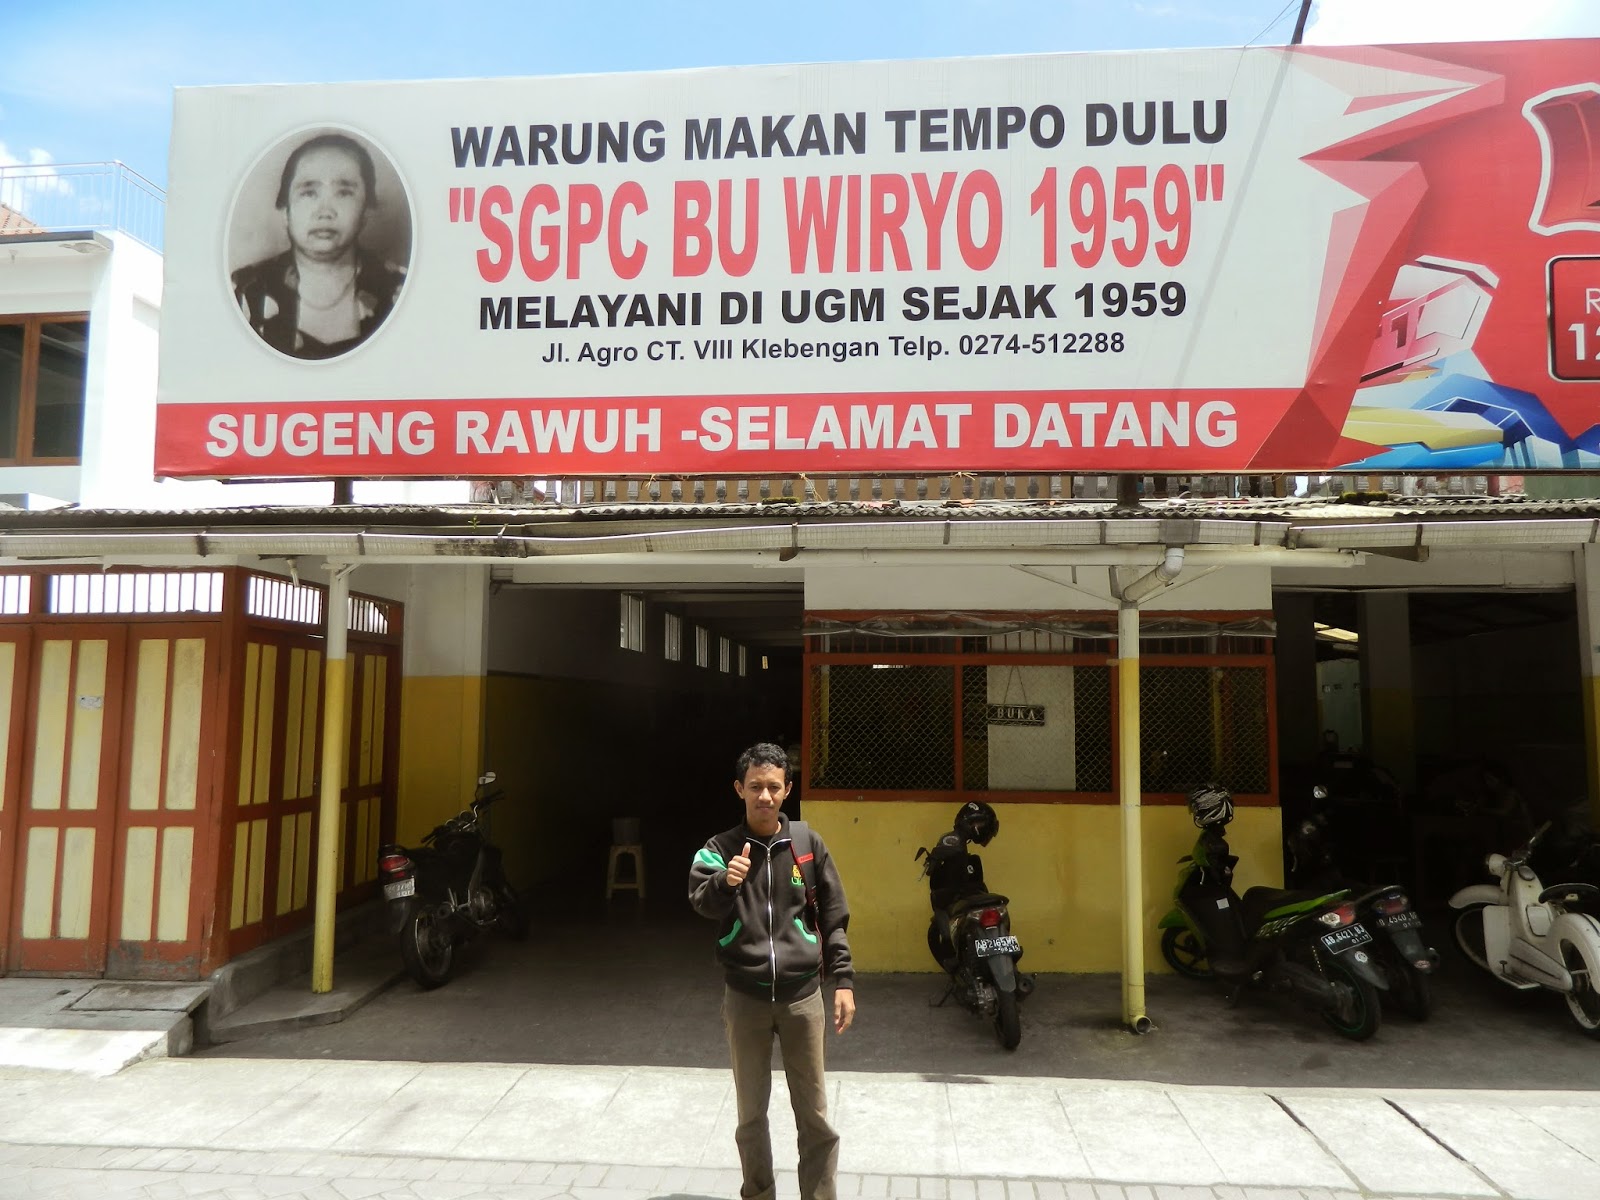 WARUNG MAKAN TEMPO DULU
"SGPC BU WIRYO 1959"
MELAYANI DI UGM SEJAK 1959
Jl. Agro CT. VIII Klebengan Telp. 0274-512288
SUGENG RAWUH -SELAMAT DATANG
BUKA